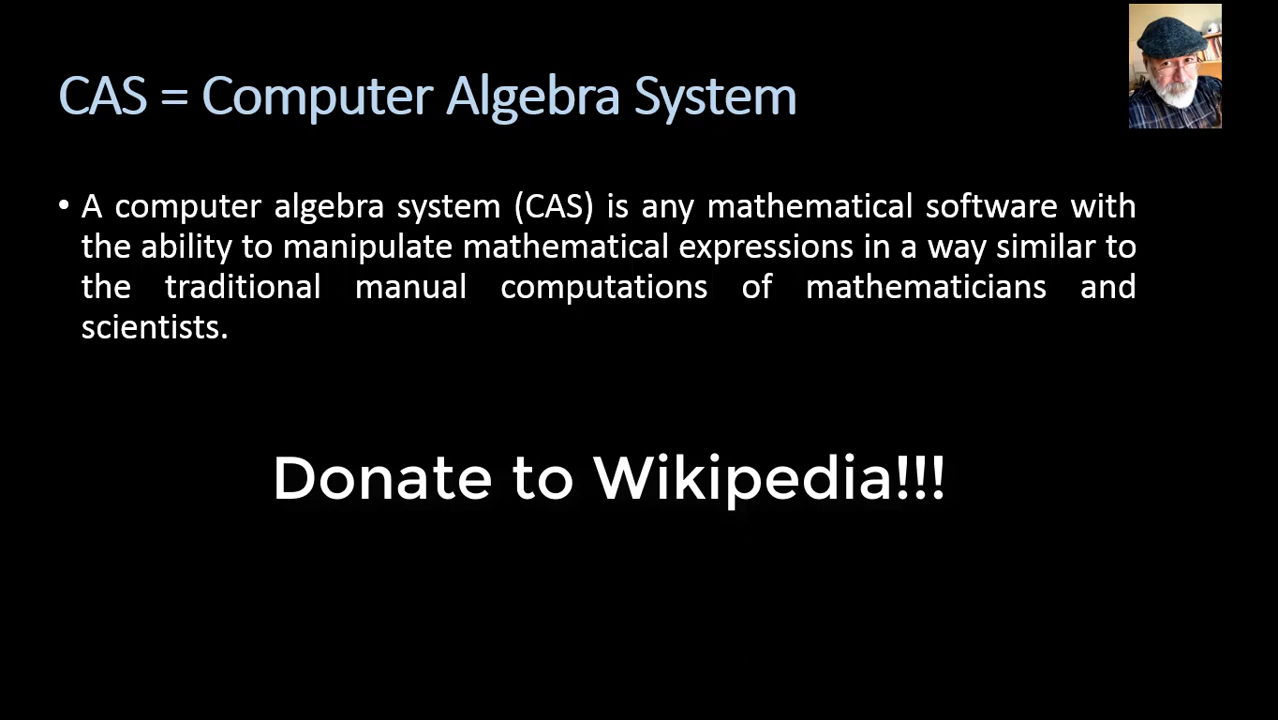 CAS = Computer Algebra System
• A computer algebra system (CAS) is any mathematical software with
the ability to manipulate mathematical expressions in a way similar to
the traditional manual computations of mathematicians and
scientists.
Donate to Wikipedia!!!